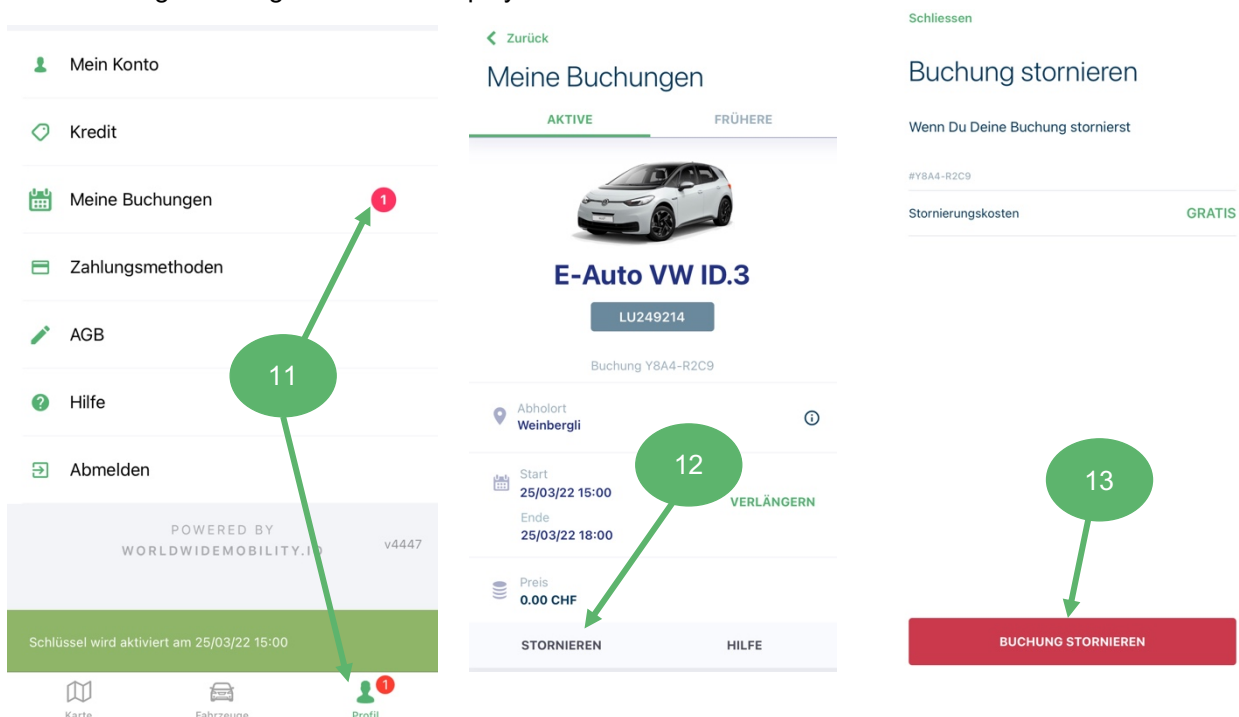 Mein Konto
Kredit
Meine Buchungen
1
Zahlungsmethoden
AGB
11
Hilfe
Abmelden
POWERED BY
WORLDWIDEMOBILITY.IO
v4447
Schlüssel wird aktiviert am 25/03/22 15:00
Karte
Fahrzeuge
Profil
1
Zurück
Meine Buchungen
AKTIVE
FRÜHERE
E-Auto VW ID.3
LU249214
Buchung Y8A4-R2C9
Abholort
Weinbergli
12
Start
25/03/22 15:00
VERLÄNGERN
Ende
25/03/22 18:00
Preis
0.00 CHF
STORNIEREN
HILFE
Schliessen
Buchung stornieren
Wenn Du Deine Buchung stornierst
#Y8A4-R2C9
Stornierungskosten
GRATIS
13
BUCHUNG STORNIEREN